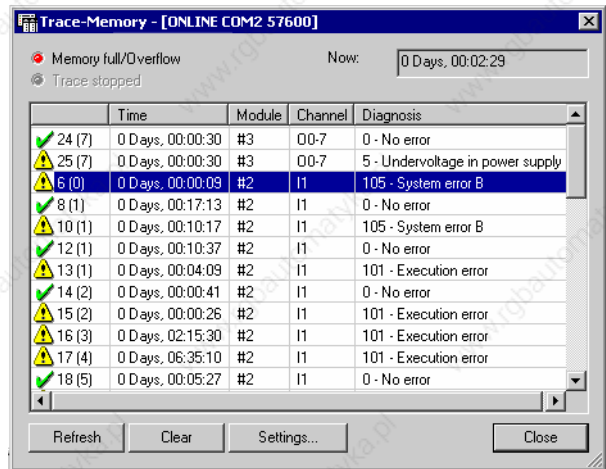 Trace-Memory - [ONLINE COM2 57600]
Memory full/Overflow Now: 0 Days, 00:02:29
Trace stopped
Time Module Channel Diagnosis
24 (7) 0 Days, 00:00:30 #3 O0-7 0 - No error
25 (7) 0 Days, 00:00:30 #3 O0-7 5 - Undervoltage in power supply
6 (0) 0 Days, 00:00:09 #2 I1 105 - System error B
8 (1) 0 Days, 00:17:13 #2 I1 0 - No error
10 (1) 0 Days, 00:10:17 #2 I1 105 - System error B
12 (1) 0 Days, 00:10:37 #2 I1 0 - No error
13 (1) 0 Days, 00:04:09 #2 I1 101 - Execution error
14 (2) 0 Days, 00:00:41 #2 I1 0 - No error
15 (2) 0 Days, 00:00:26 #2 I1 101 - Execution error
16 (3) 0 Days, 02:15:30 #2 I1 101 - Execution error
17 (4) 0 Days, 06:35:10 #2 I1 101 - Execution error
18 (5) 0 Days, 00:05:27 #2 I1 0 - No error
Refresh Clear Settings... Close